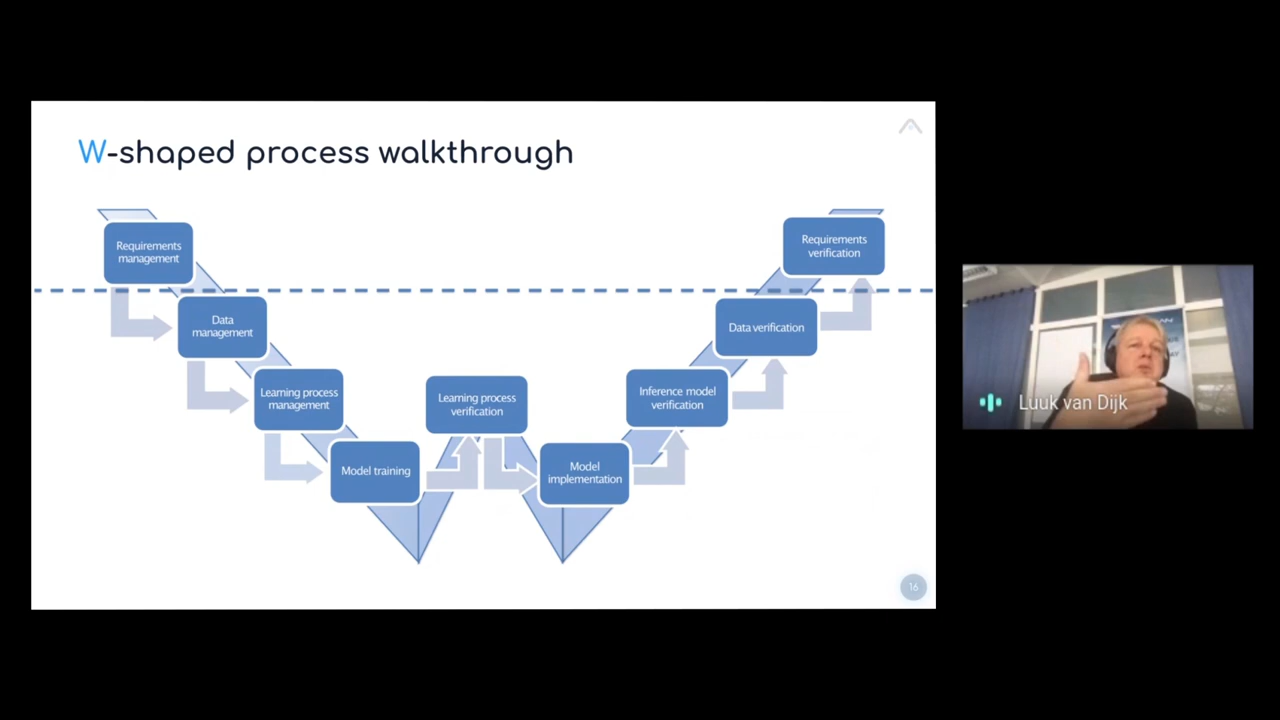 W-shaped process walkthrough
Requirements
management
Data
management
Learning process
management
Model training
Learning process
verification
Model
implementation
Inference model
verification
Data verification
Requirements
verification
16
Luuk van Dijk